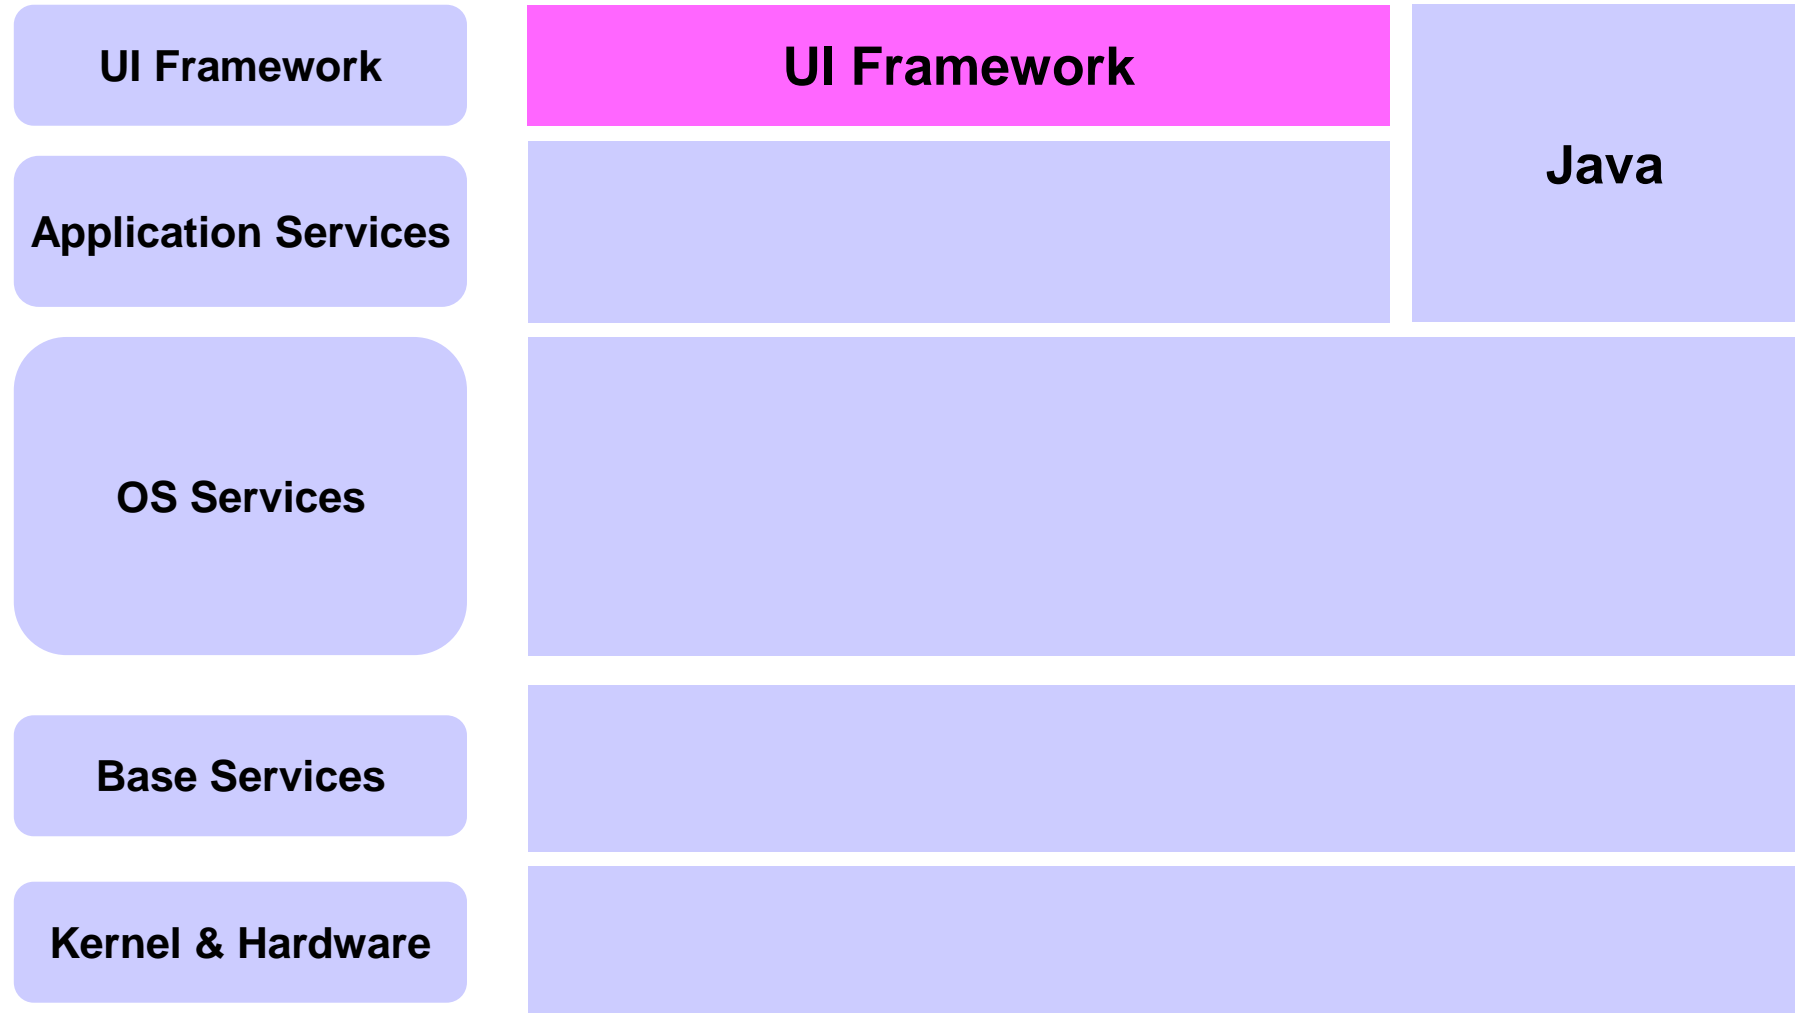 UI Framework
UI Framework
Java
Application Services
OS Services
Base Services
Kernel & Hardware